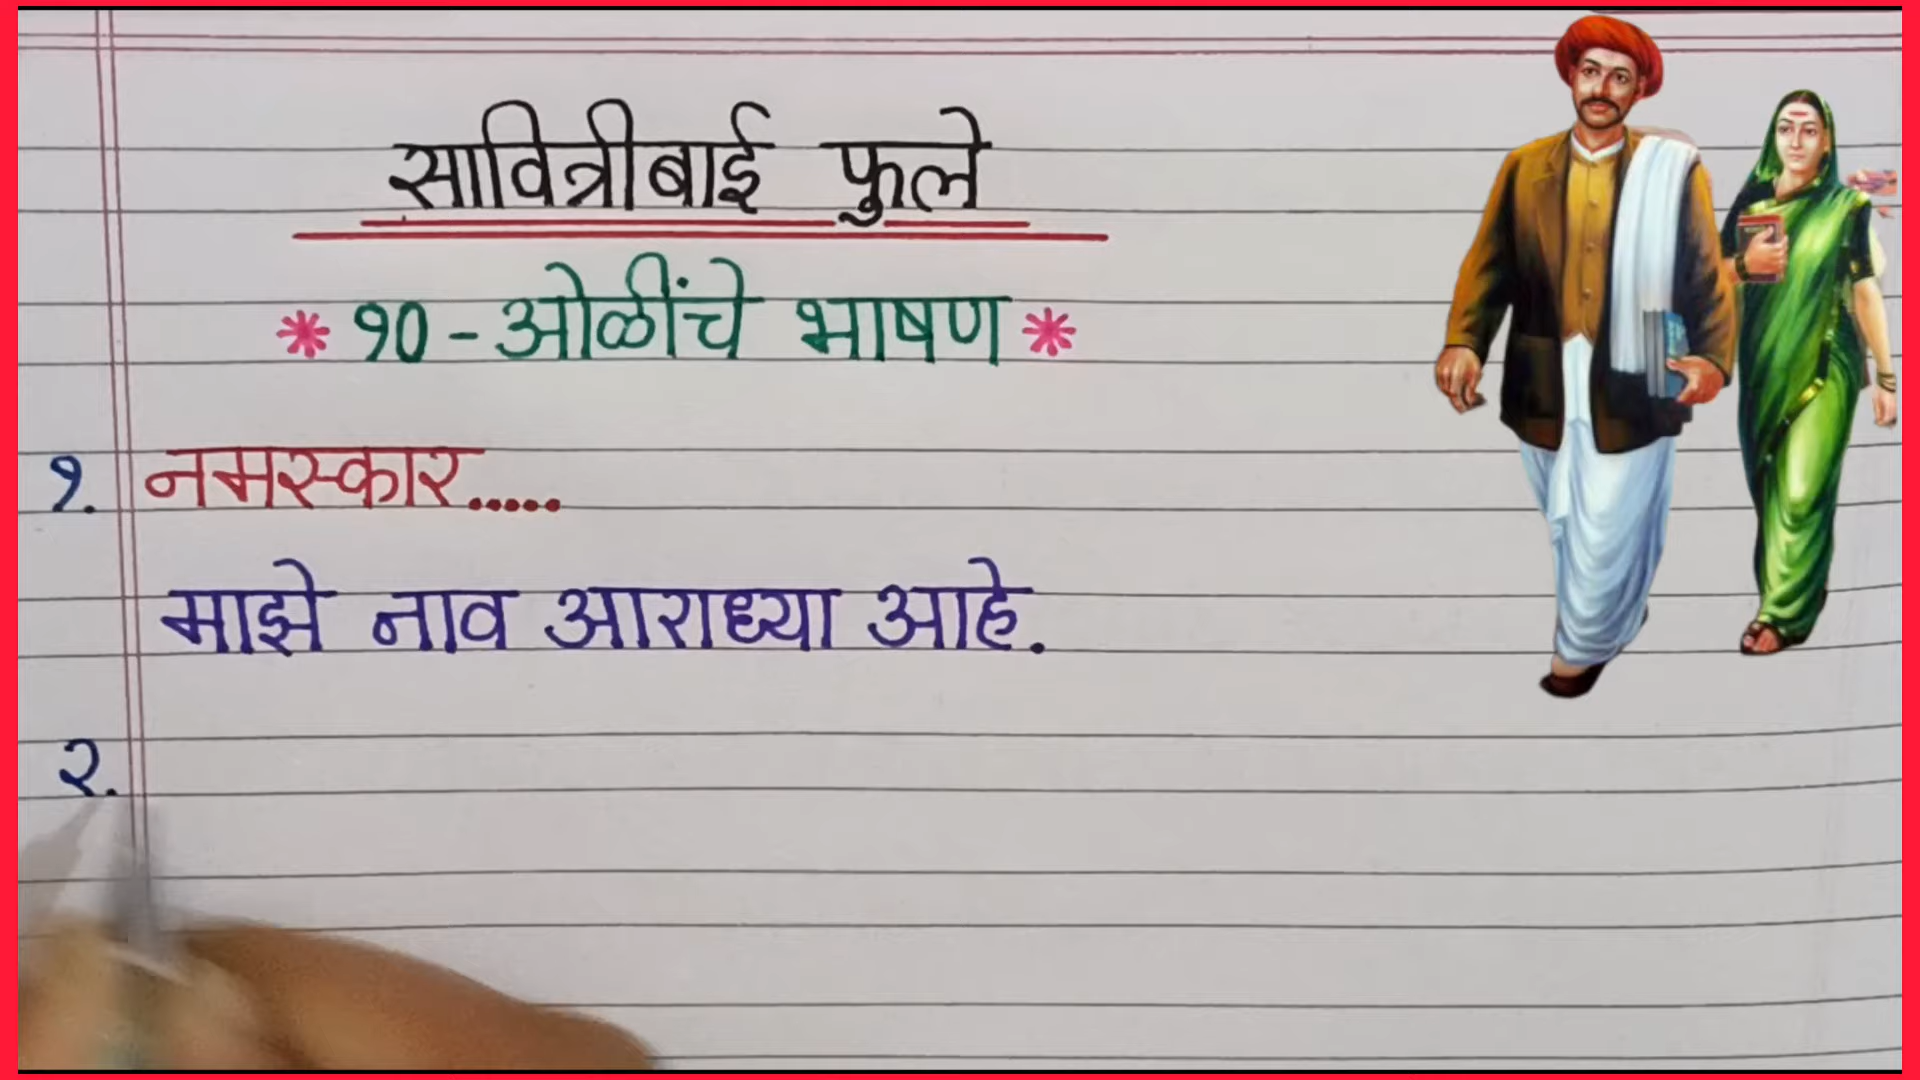 सावित्रीबाई फुले
* १० - ओळींचे भाषण *
१. नमस्कार.....
माझे नाव आराध्या आहे.
२.